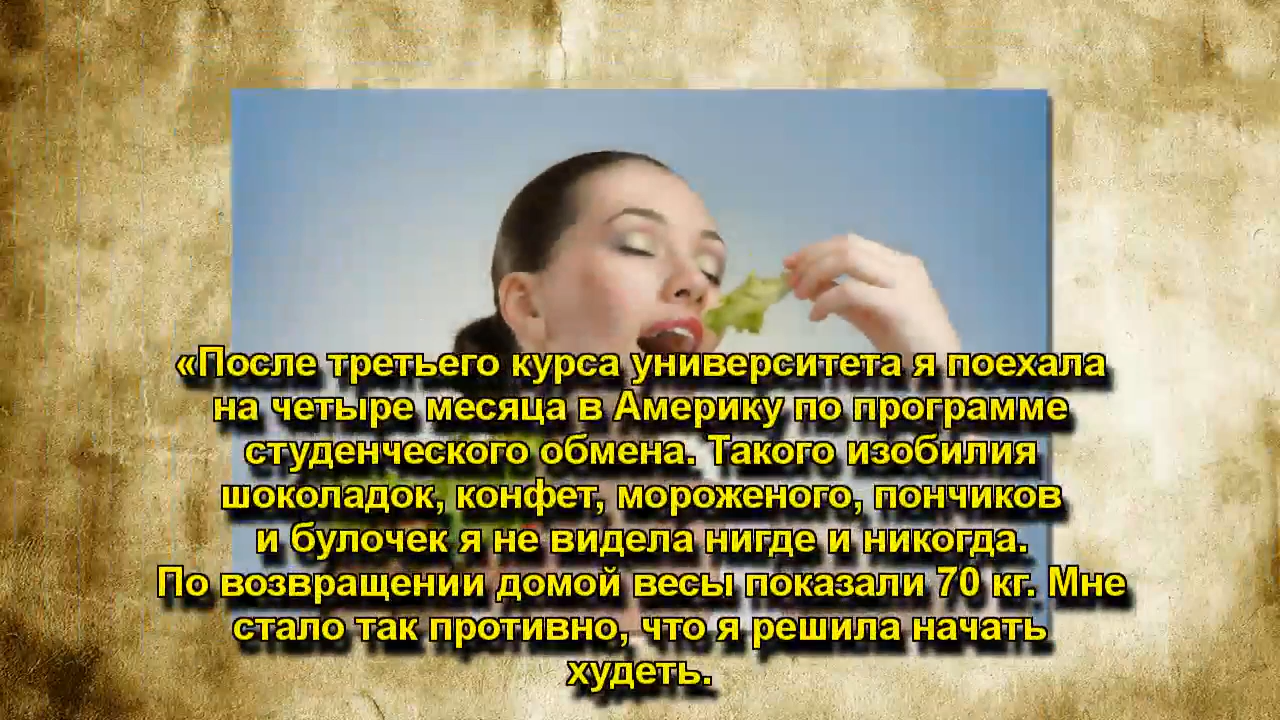 «После третьего курса университета я поехала
на четыре месяца в Америку по программе
студенческого обмена. Такого изобилия
шоколадок, конфет, мороженого, пончиков
и булочек я не видела нигде и никогда.
По возвращении домой весы показали 70 кг. Мне
стало так противно, что я решила начать
худеть.